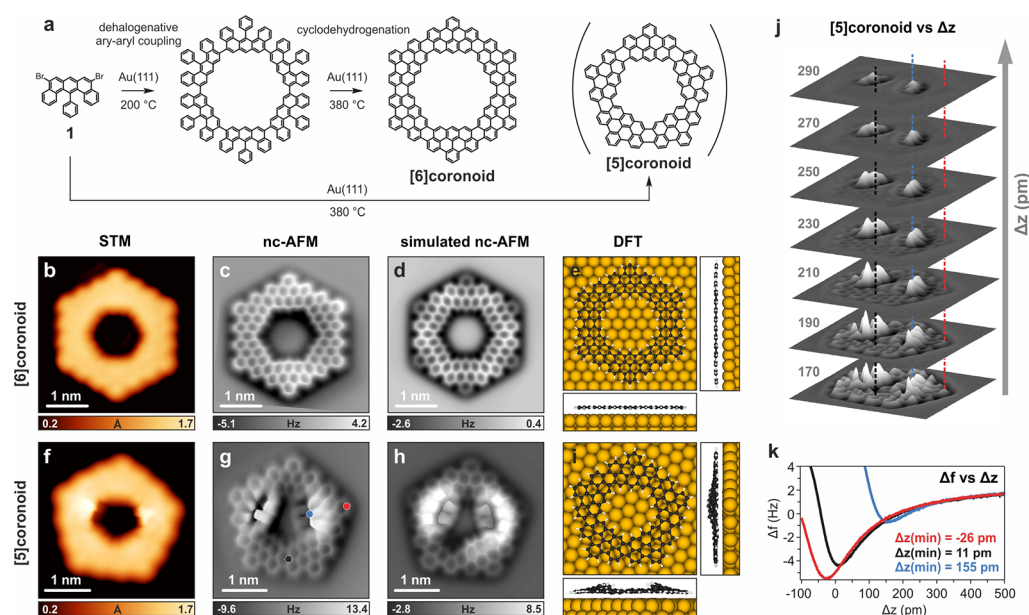 a
dehalogenative
ary-aryl coupling
cyclodehydrogenation
Br
Br
Au(111)
200 °C
Au(111)
380 °C
1
[6]coronoid
[5]coronoid
Au(111)
380 °C
STM
nc-AFM
simulated nc-AFM
DFT
[6]coronoid
b
1 nm
0.2 A 1.7
c
1 nm
-5.1 Hz 4.2
d
1 nm
-2.6 Hz 0.4
e
[5]coronoid
f
1 nm
0.2 A 1.7
g
1 nm
-9.6 Hz 13.4
h
1 nm
-2.8 Hz 8.5
i
j
[5]coronoid vs Δz
290
270
250
230
210
190
170
Δz (pm)
k
Δf vs Δz
Δf (Hz)
4
2
0
-2
-4
Δz(min) = -26 pm
Δz(min) = 11 pm
Δz(min) = 155 pm
-100 0 100 200 300 400 500
Δz (pm)